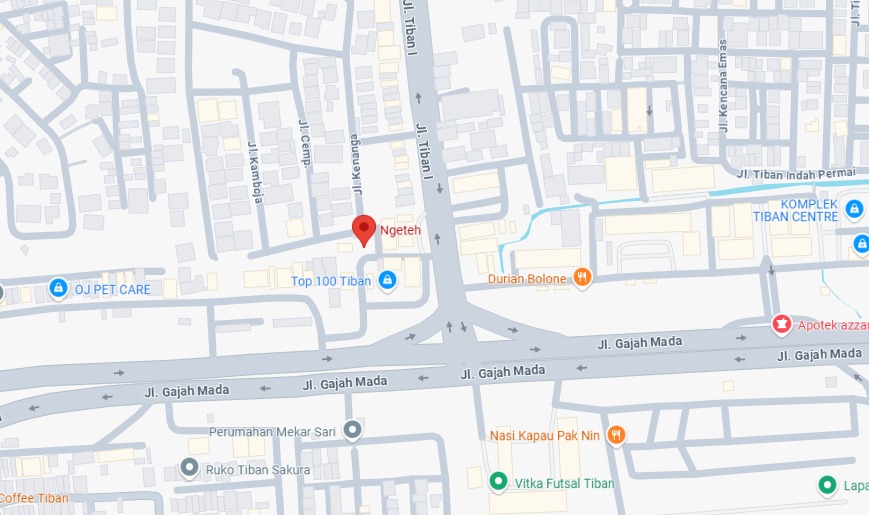 Jl. Tiban I
Jl. Kencana Emas
Jl. Tiban I
Jl. Cemp.
Jl. Kenanga
Jl. Kamboja
Jl. Tiban Indah Permai
KOMPLEK
TIBAN CENTRE
Ngeteh
Top 100 Tiban
OJ PET CARE
Durian Bolone
Apotek azzar
Jl. Gajah Mada
Jl. Gajah Mada
Jl. Gajah Mada
Jl. Gajah Mada
Jl. Gajah Mada
Perumahan Mekar Sari
Nasi Kapau Pak Nin
Ruko Tiban Sakura
Vitka Futsal Tiban
Lapa
Coffee Tiban